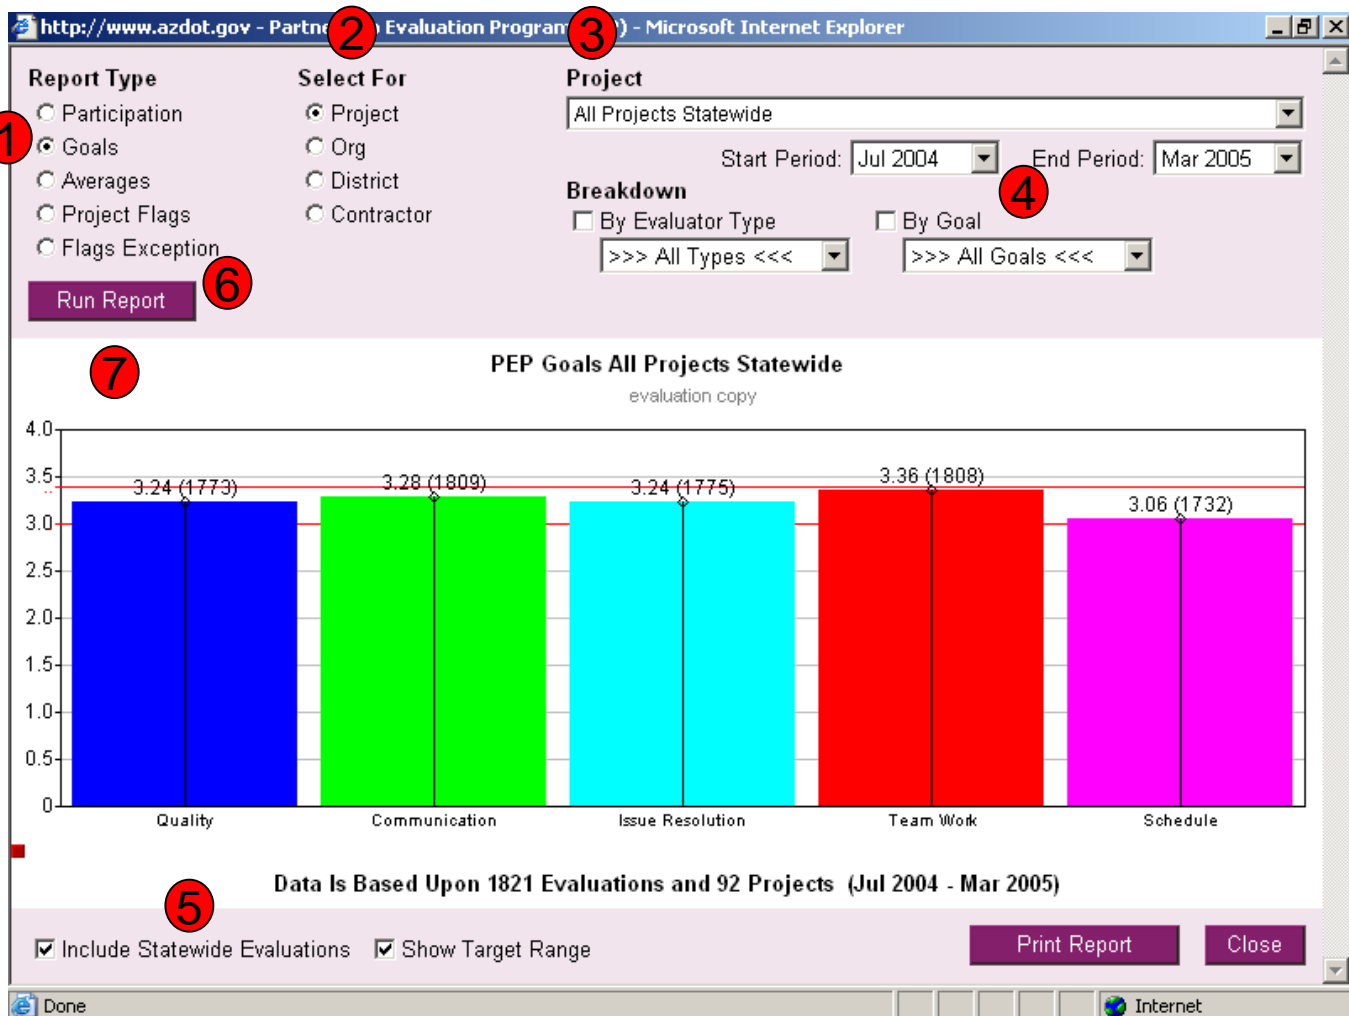 http://www.azdot.gov - Partne p Evaluation Program ) - Microsoft Internet Explorer
2
3
Report Type
Select For
Project
Participation
Project
All Projects Statewide
1
Goals
Org
Start Period: Jul 2004
End Period: Mar 2005
Averages
District
Breakdown
4
Project Flags
Contractor
By Evaluator Type
By Goal
Flags Exception
>>> All Types <<<
>>> All Goals <<<
6
Run Report
7
PEP Goals All Projects Statewide
evaluation copy
4.0
3.5
3.24 (1773)
3.28 (1809)
3.24 (1775)
3.36 (1808)
3.06 (1732)
3.0
2.5
2.0
1.5
1.0
0.5
0
Quality
Communication
Issue Resolution
Team Work
Schedule
Data Is Based Upon 1821 Evaluations and 92 Projects (Jul 2004 - Mar 2005)
5
Include Statewide Evaluations
Show Target Range
Print Report
Close
Done
Internet